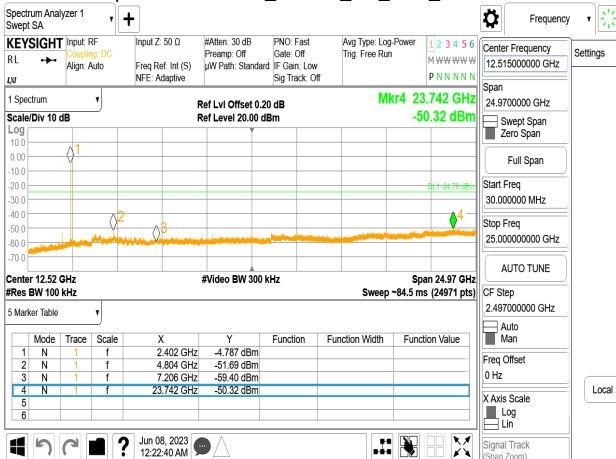 Spectrum Analyzer 1
Swept SA
Frequency
Settings
KEYSIGHT
RL
LXI
Input: RF
Coupling: DC
Align: Auto
Input Z: 50 Ω
Freq Ref: Int (S)
NFE: Adaptive
#Atten: 30 dB
Preamp: Off
µW Path: Standard
PNO: Fast
Gate: Off
IF Gain: Low
Sig Track: Off
Avg Type: Log-Power
Trig: Free Run
1 2 3 4 5 6
M W W W W W
P N N N N N
Center Frequency
12.515000000 GHz
Span
24.9700000 GHz
Swept Span
Zero Span
Full Span
Start Freq
30.000000 MHz
Stop Freq
25.000000000 GHz
AUTO TUNE
CF Step
2.497000000 GHz
Auto
Man
Freq Offset
0 Hz
X Axis Scale
Log
Lin
Signal Track
(Span Zoom)
Local
1 Spectrum
Scale/Div 10 dB
Ref Lvl Offset 0.20 dB
Ref Level 20.00 dBm
Mkr4 23.742 GHz
-50.32 dBm
Log
10.0
0.00
-10.0
-20.0
-30.0
-40.0
-50.0
-60.0
-70.0
1
2
3
4
DL1 -24.79 dBm
Center 12.52 GHz
#Video BW 300 kHz
Span 24.97 GHz
#Res BW 100 kHz
Sweep ~84.5 ms (24971 pts)
5 Marker Table
Mode Trace Scale X Y Function Function Width Function Value
1 N 1 f 2.402 GHz -4.787 dBm
2 N 1 f 4.804 GHz -51.69 dBm
3 N 1 f 7.206 GHz -59.40 dBm
4 N 1 f 23.742 GHz -50.32 dBm
5
6
?
Jun 08, 2023
12:22:40 AM